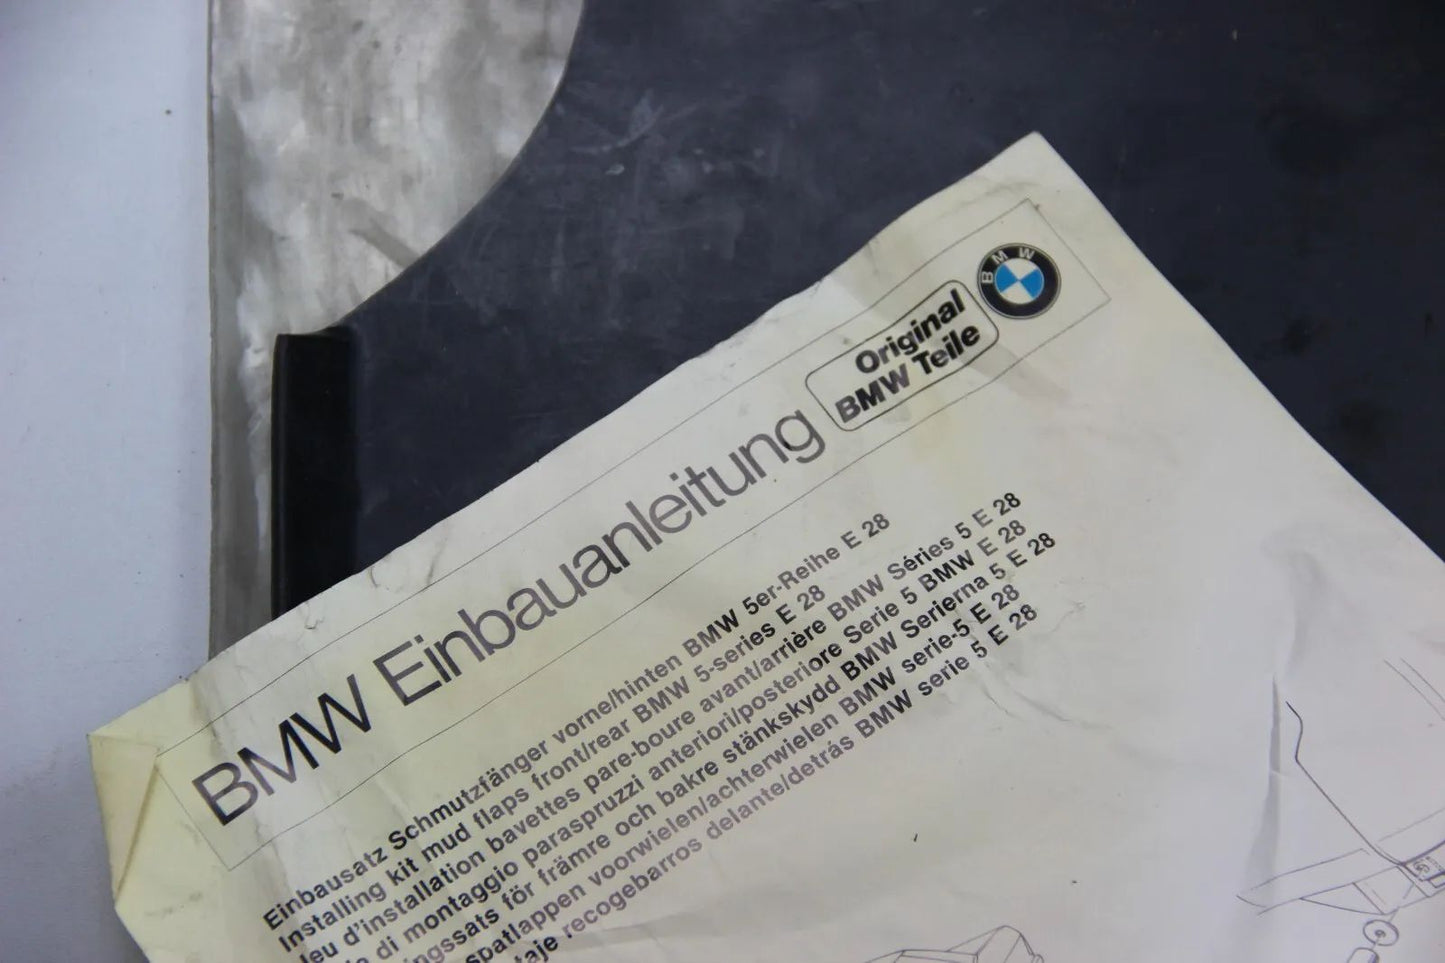 BMW Einbauanleitung
Original
BMW Teile
BMW
Einbausatz Schmutzfänger vorne/hinten BMW 5er-Reihe E 28
Installing kit mud flaps front/rear BMW 5-series E 28
Jeu d'installation bavettes pare-boure avant/arrière BMW Séries 5 E 28
di montaggio paraspruzzi anteriori/posteriore Serie 5 BMW E 28
ingssats för främre och bakre stänkskydd BMW Serierna 5 E 28
spatlappen voorwielen/achterwielen BMW serie-5 E 28
taje recogebarros delante/detrás BMW serie 5 E 28